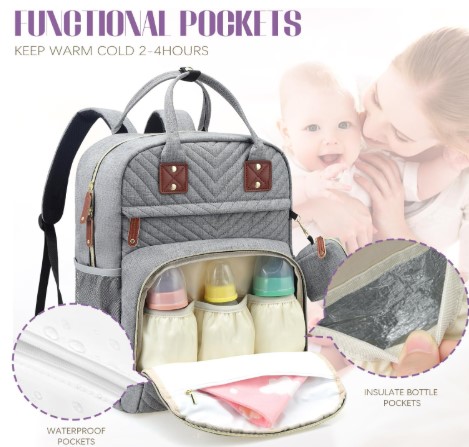 FUNCTIONAL POCKETS
KEEP WARM COLD 2-4HOURS
INSULATE BOTTLE
POCKETS
WATERPROOF
POCKETS